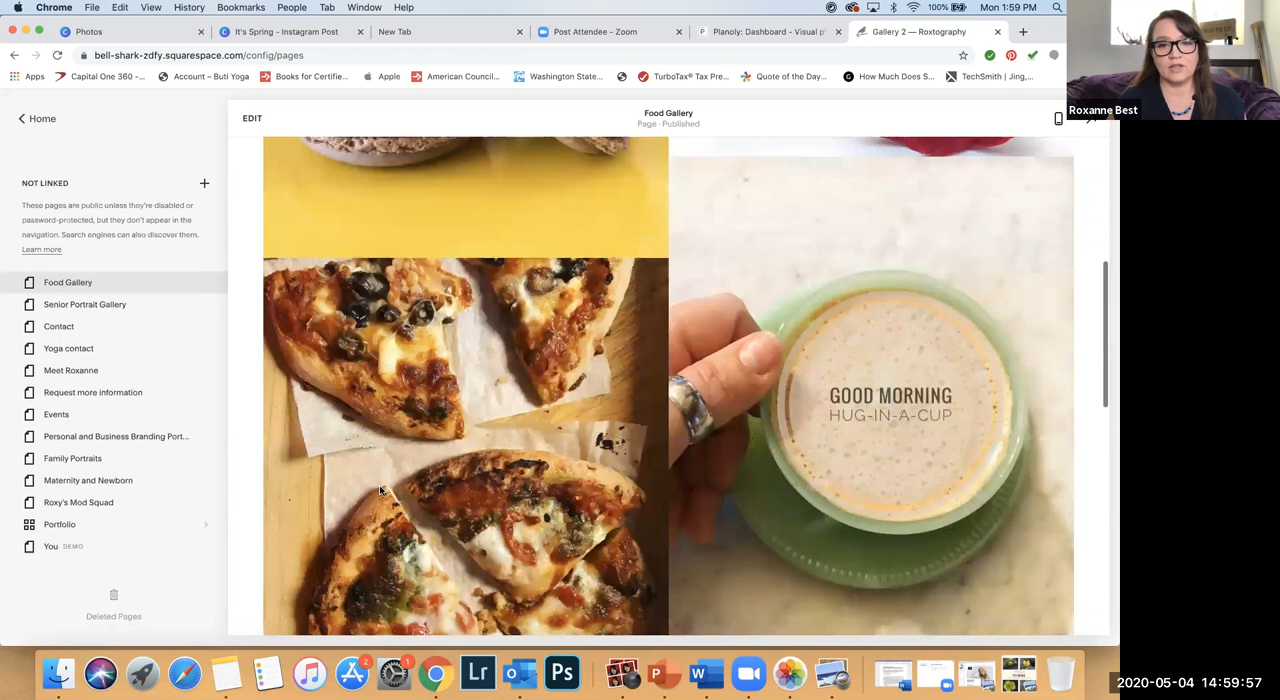 Chrome File Edit View History Bookmarks People Tab Window Help 100% Mon 1:59 PM
Photos × It's Spring - Instagram Post × New Tab × Post Attendee - Zoom × Planoly: Dashboard - Visual p × Gallery 2 — Roxtography × +
bell-shark-zdfy.squarespace.com/config/pages
Apps Capital One 360 -... Account – Buti Yoga Books for Certifie... Apple American Council... Washington State... TurboTax® Tax Pre... Quote of the Day... How Much Does S... TechSmith | Jing,...
Roxanne Best
Home
EDIT
Food Gallery
Page · Published
NOT LINKED +
These pages are public unless they're disabled or
password-protected, but they don't appear in the
navigation. Search engines can also discover them.
Learn more
Food Gallery
Senior Portrait Gallery
Contact
Yoga contact
Meet Roxanne
Request more information
Events
Personal and Business Branding Port...
Family Portraits
Maternity and Newborn
Roxy's Mod Squad
Portfolio
You DEMO
Deleted Pages
GOOD MORNING
HUG-IN-A-CUP
2 1 Lr Ps
2020-05-04 14:59:57